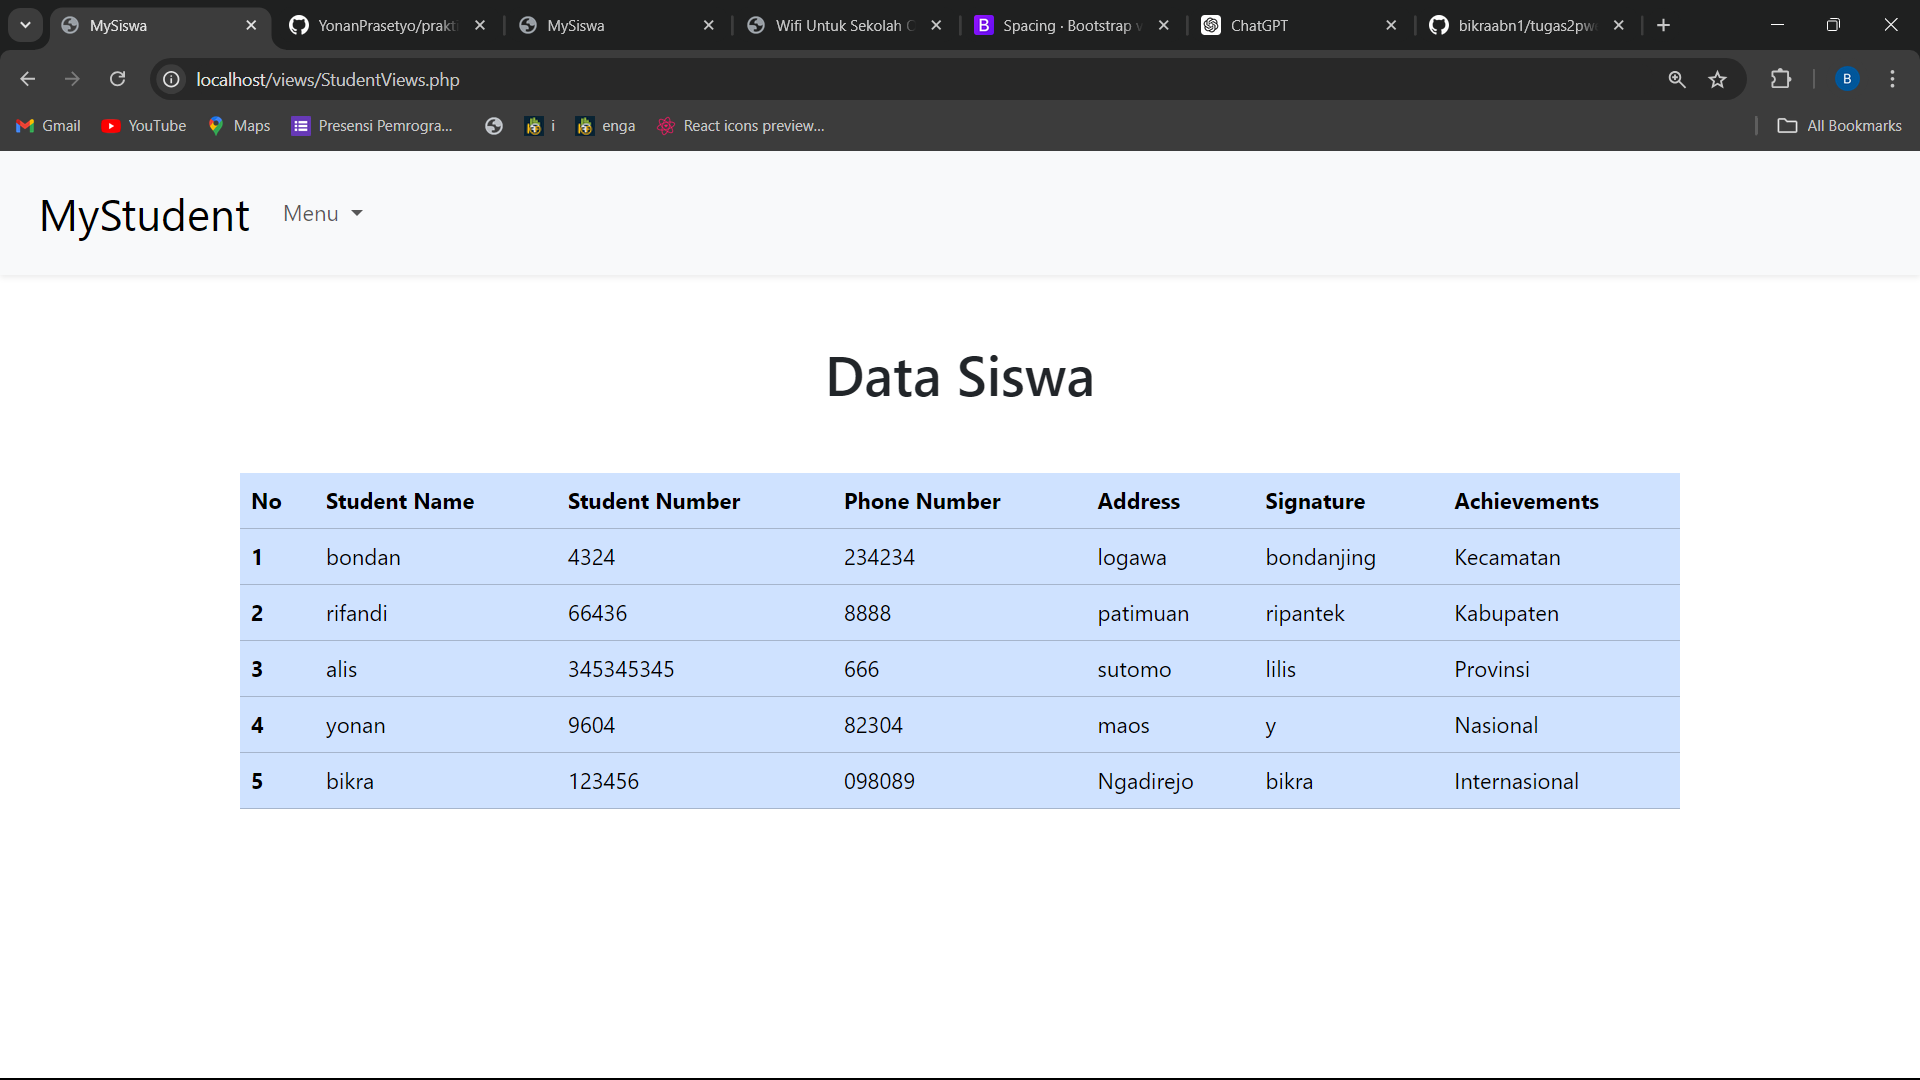 MySiswa
YonanPrasetyo/prakti
MySiswa
Wifi Untuk Sekolah C
Spacing · Bootstrap v
ChatGPT
bikraabn1/tugas2pw
localhost/views/StudentViews.php
B
Gmail
YouTube
Maps
Presensi Pemrogra...
i
enga
React icons preview...
All Bookmarks
MyStudent Menu
Data Siswa
No Student Name Student Number Phone Number Address Signature Achievements
1 bondan 4324 234234 logawa bondanjing Kecamatan
2 rifandi 66436 8888 patimuan ripantek Kabupaten
3 alis 345345345 666 sutomo lilis Provinsi
4 yonan 9604 82304 maos y Nasional
5 bikra 123456 098089 Ngadirejo bikra Internasional